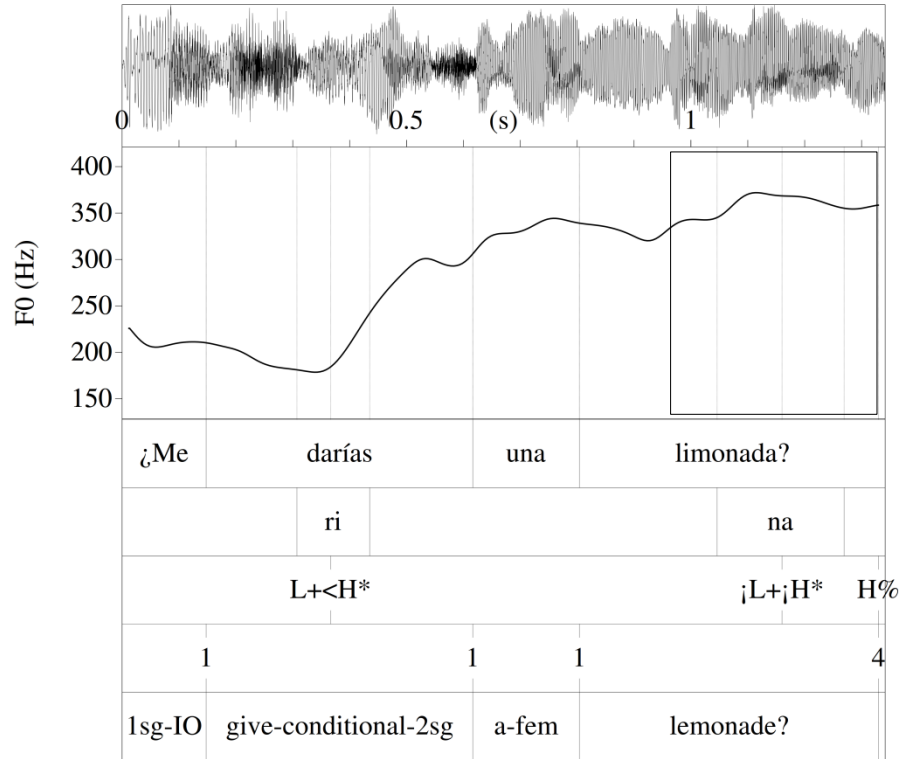 0 0.5 (s) 1
400
350
300
250
200
150
F0 (Hz)
¿Me darías una limonada?
ri na
L+<H* ¡L+¡H* H%
1 1 1 4
1sg-IO give-conditional-2sg a-fem lemonade?